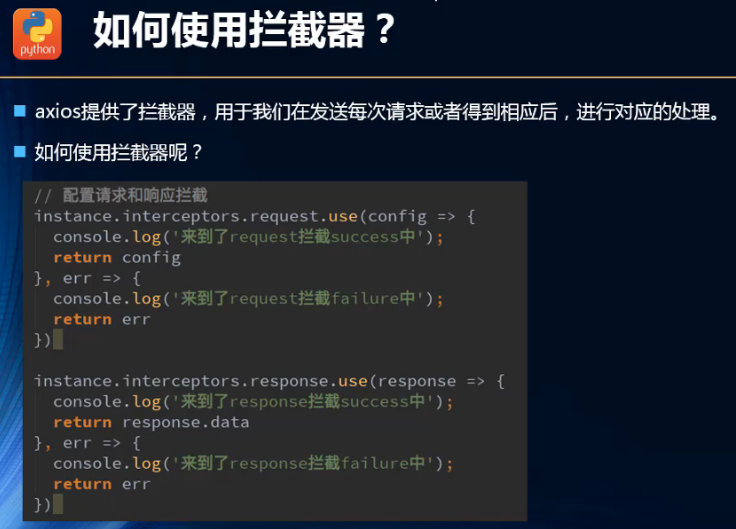 python
如何使用拦截器？
axios提供了拦截器，用于我们在发送每次请求或者得到相应后，进行对应的处理。
如何使用拦截器呢？
// 配置请求和响应拦截
instance.interceptors.request.use(config => {
  console.log('来到了request拦截success中');
  return config
}, err => {
  console.log('来到了request拦截failure中');
  return err
})
instance.interceptors.response.use(response => {
  console.log('来到了response拦截success中');
  return response.data
}, err => {
  console.log('来到了response拦截failure中');
  return err
})